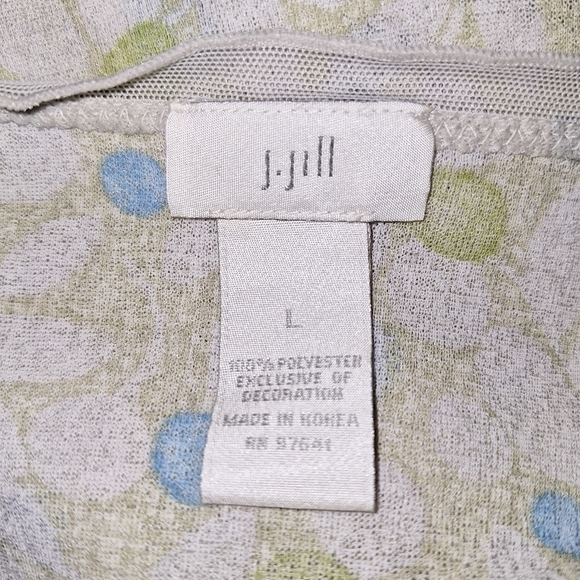 j.jill
L
100% POLYESTER
EXCLUSIVE OF
DECORATION
MADE IN KOREA
RN 97641